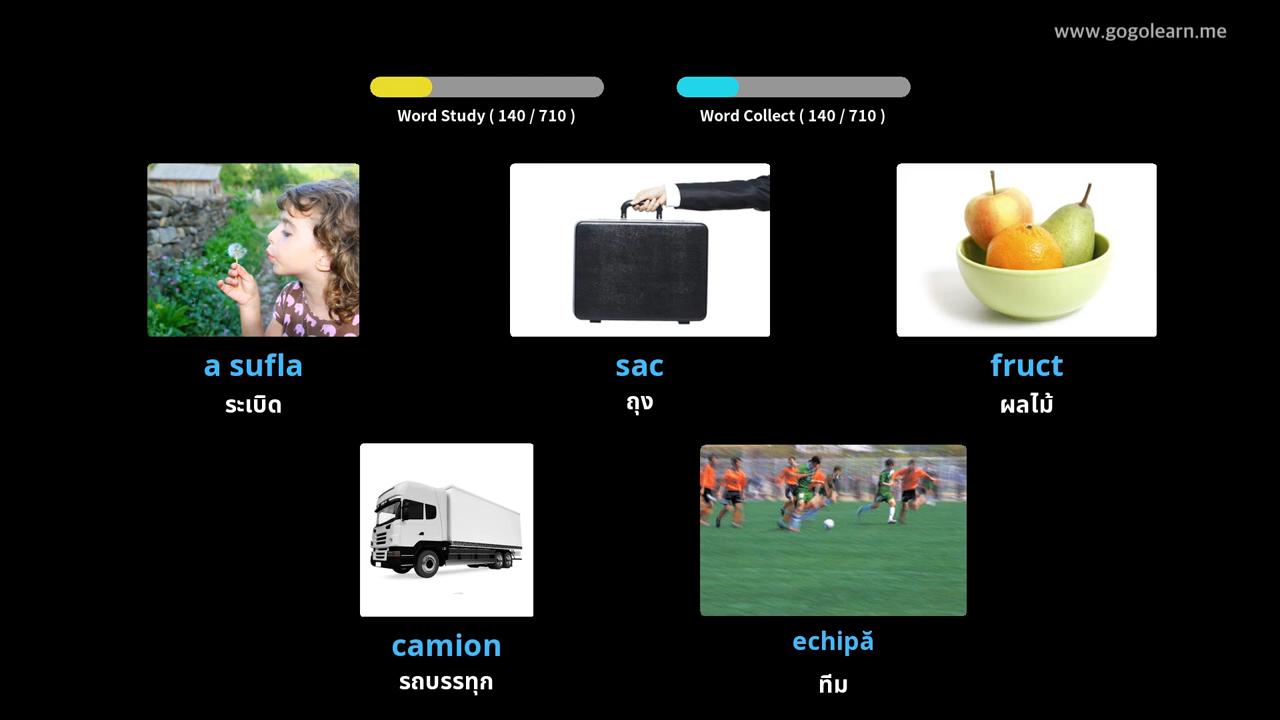 www.gogolearn.me
Word Study ( 140 / 710 )
Word Collect ( 140 / 710 )
a sufla
ระเบิด
sac
ถุง
fruct
ผลไม้
camion
รถบรรทุก
echipă
ทีม